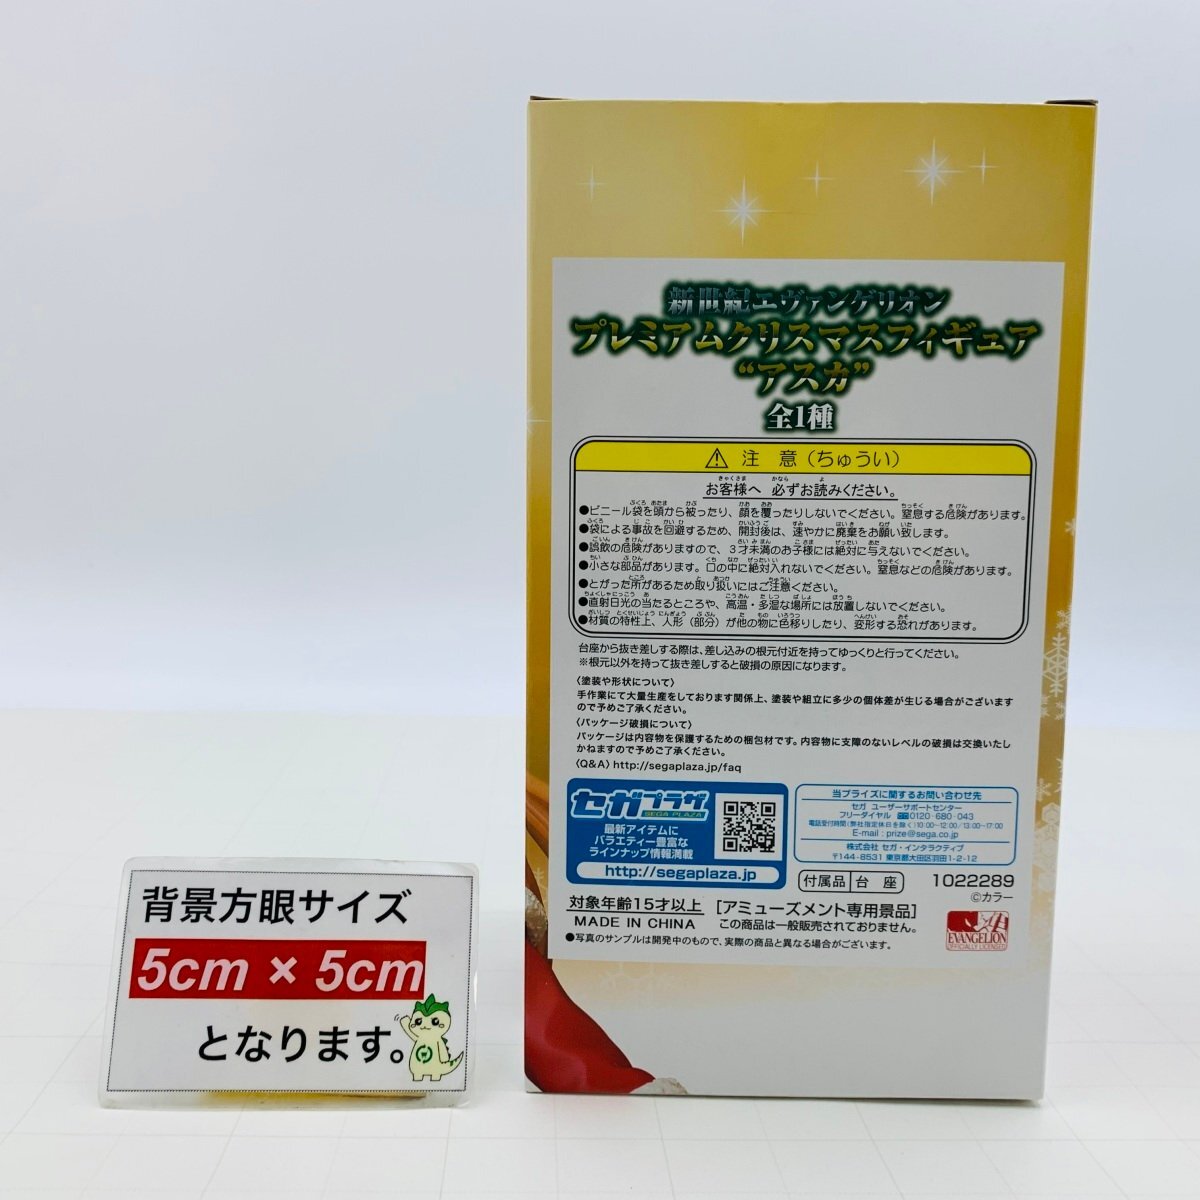 新世紀エヴァンゲリオン
プレミアムクリスマスフィギュア
“アスカ”
全1種
注 意（ちゅうい）
お客様へ 必ずお読みください。
●ビニール袋を頭から被ったり、顔を覆ったりしないでください。窒息する危険があります。
●袋による事故を回避するため、開封後は、速やかに廃棄をお願い致します。
●誤飲の危険がありますので、3才未満のお子様には絶対に与えないでください。
●小さな部品があります。口の中に絶対入れないでください。窒息などの危険があります。
●とがった所があるため取り扱いにはご注意ください。
●直射日光の当たるところや、高温・多湿な場所には放置しないでください。
●材質の特性上、人形（部分）が他の物に色移りしたり、変形する恐れがあります。
台座から抜き差しする際は、差し込みの根元付近を持ってゆっくりと行ってください。
※根元以外を持って抜き差しすると破損の原因になります。
〈塗装や形状について〉
手作業にて大量生産をしております関係上、塗装や組立に多少の個体差が生じる場合がございます
ので予めご了承ください。
〈パッケージ破損について〉
パッケージは内容物を保護するための梱包材です。内容物に支障のないレベルの破損は交換いたし
かねますので予めご了承ください。
〈Q&A〉http://segaplaza.jp/faq
セガプラザ
SEGA PLAZA
最新アイテムに
バラエティー豊富な
ラインナップ情報満載
http://segaplaza.jp
当プライズに関するお問い合わせ先
セガ ユーザーサポートセンター
フリーダイヤル 0120-680-043
電話受付時間(弊社指定休日を除く)10:00～12:00/13:00～17:00
E-mail : prize@sega.co.jp
株式会社 セガ・インタラクティブ
〒144-8531 東京都大田区羽田1-2-12
付属品 台 座
1022289
©カラー
対象年齢15才以上
MADE IN CHINA
[アミューズメント専用景品]
この商品は一般販売されておりません。
●写真のサンプルは開発中のもので、実際の商品と異なる場合がございます。
EVANGELION
OFFICIALLY LICENSED
背景方眼サイズ
5cm × 5cm
となります。